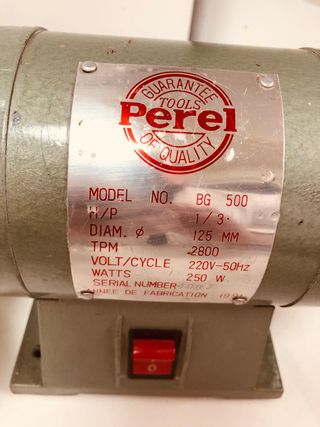 GUARANTEE
TOOLS
Perel
OF QUALITY
MODEL NO. BG 500
H/P 1/3
DIAM. ø 125 MM
TPM 2800
VOLT/CYCLE 220V-50Hz
WATTS 250 W
SERIAL NUMBER
ANNEE DE FABRICATION
O